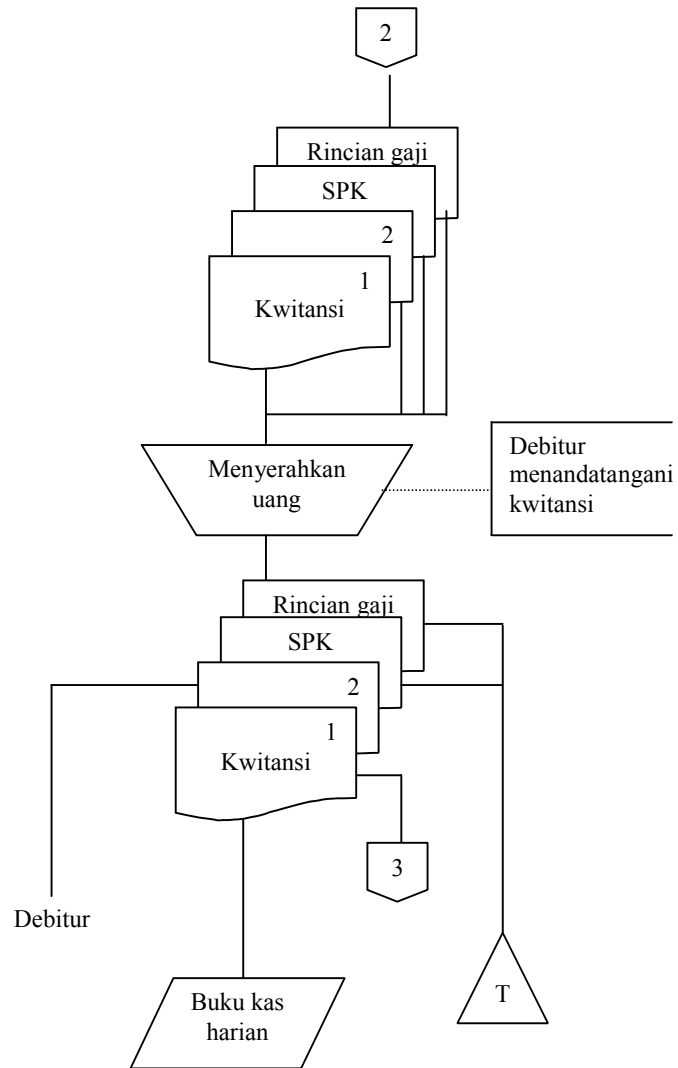 2
Rincian gaji
SPK
2
1
Kwitansi
Menyerahkan
uang
Debitur
menandatangani
kwitansi
Rincian gaji
SPK
2
1
Kwitansi
3
Debitur
Buku kas
harian
T